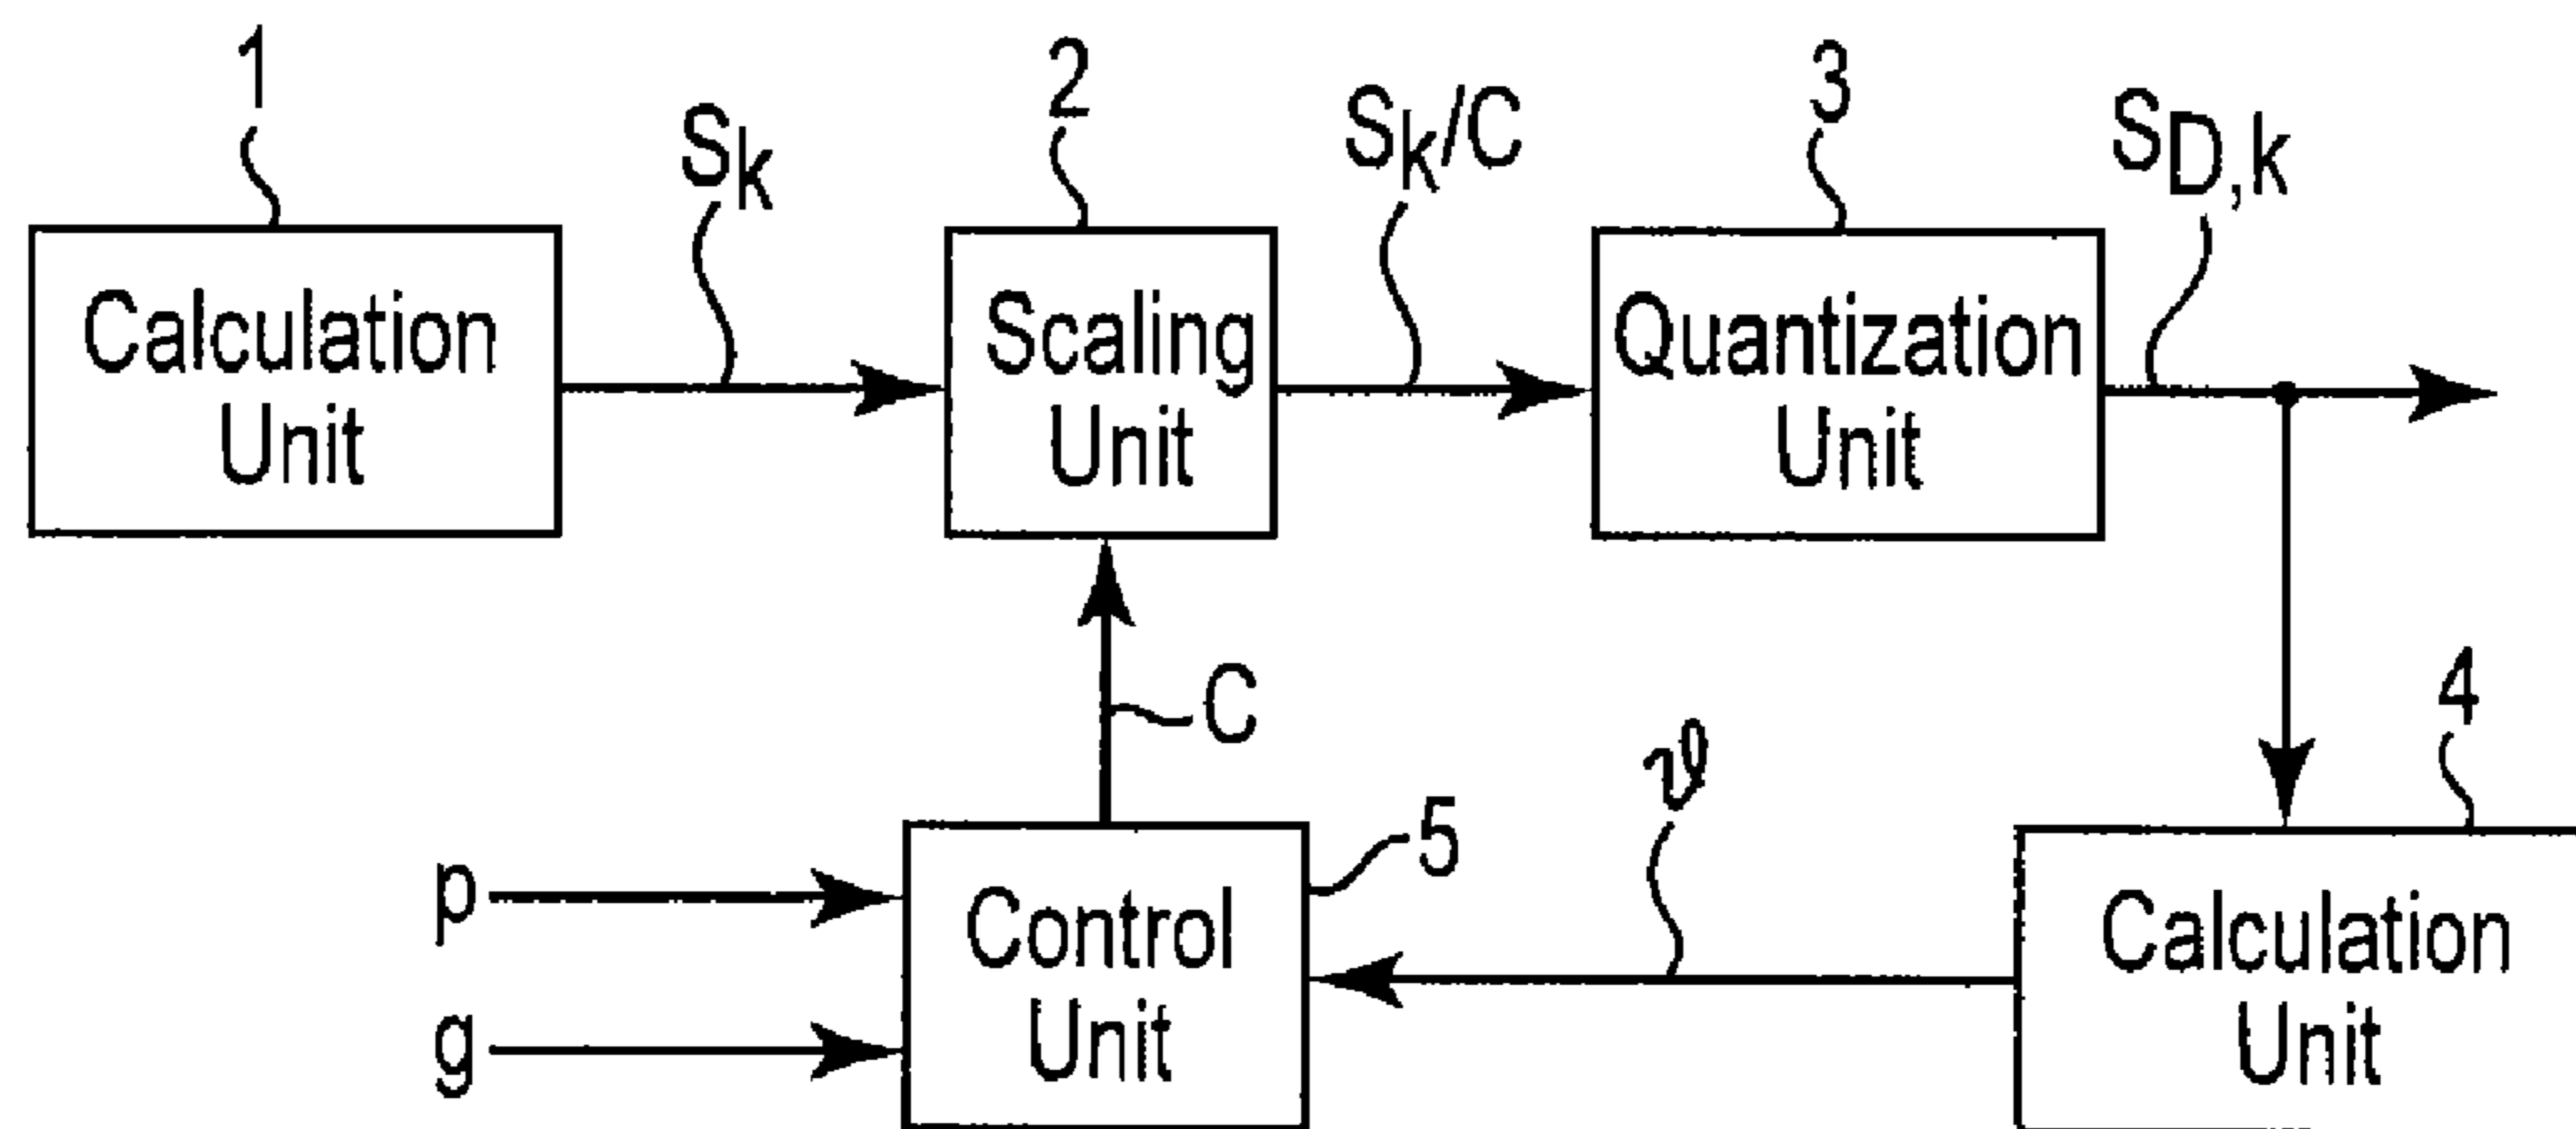 1
2
3
Sk
Sk/C
SD,k
Calculation
Unit
Scaling
Unit
Quantization
Unit
C
ϑ
4
5
p
g
Control
Unit
Calculation
Unit